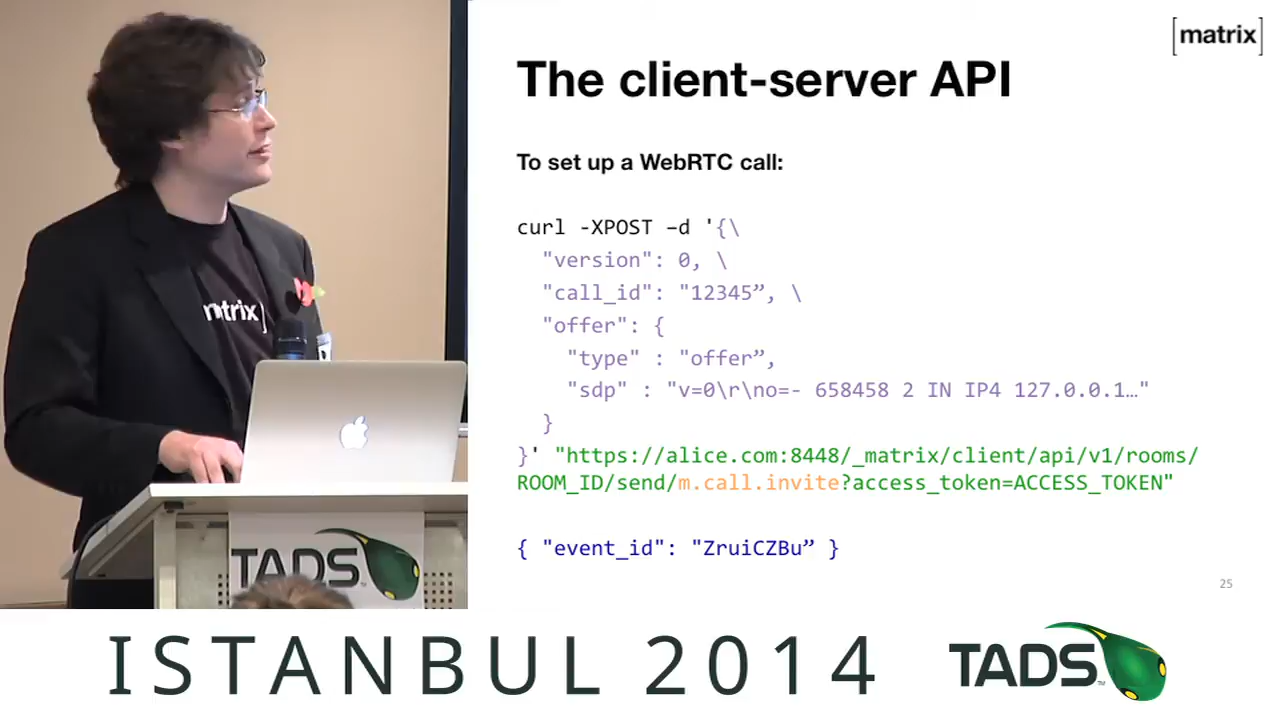 [matrix]
The client-server API
To set up a WebRTC call:
curl -XPOST –d '{\
"version": 0, \
"call_id": "12345”, \
"offer": {
"type" : "offer”,
"sdp" : "v=0\r\no=- 658458 2 IN IP4 127.0.0.1…"
}
}' "https://alice.com:8448/_matrix/client/api/v1/rooms/
ROOM_ID/send/m.call.invite?access_token=ACCESS_TOKEN"
{ "event_id": "ZruiCZBu” }
25
matrix]
TADS
ISTANBUL 2014
TADS™